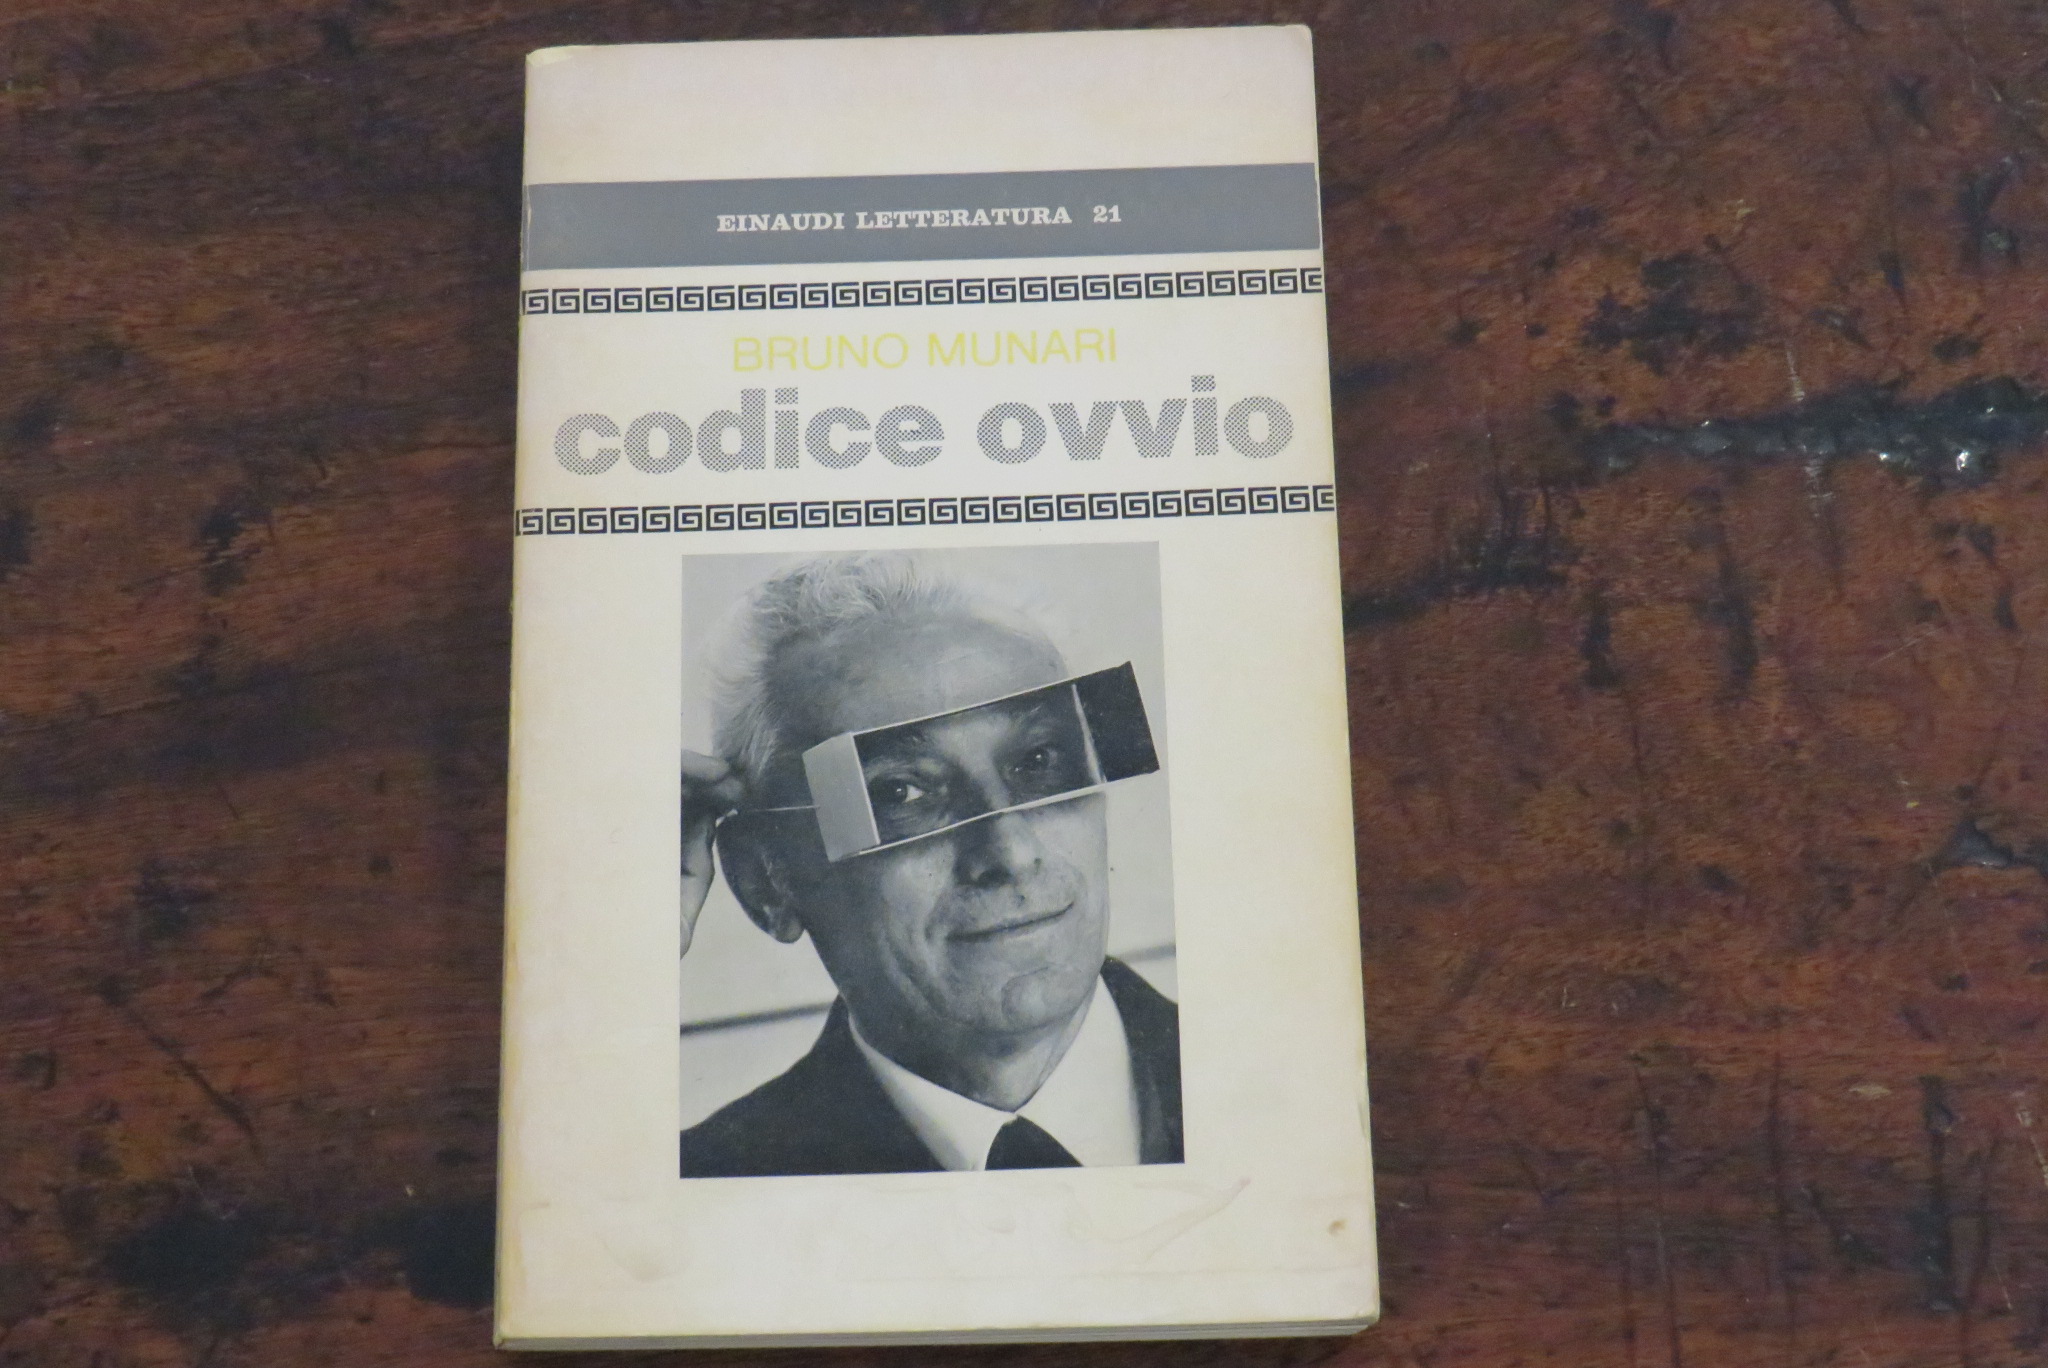 EINAUDI LETTERATURA 21
BRUNO MUNARI
codice ovvio